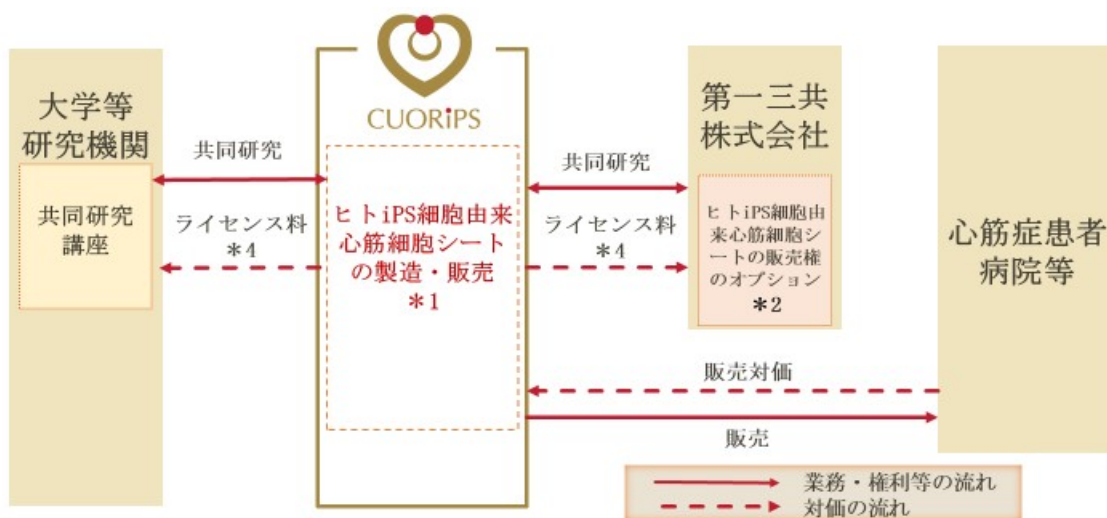 大学等
研究機関
共同研究
講座
共同研究
ライセンス料
*4
CUORiPS
ヒトiPS細胞由来
心筋細胞シート
の製造・販売
*1
共同研究
ライセンス料
*4
第一三共
株式会社
ヒトiPS細胞由
来心筋細胞シ
ートの販売権
のオプション
*2
心筋症患者
病院等
販売対価
販売
業務・権利等の流れ
対価の流れ